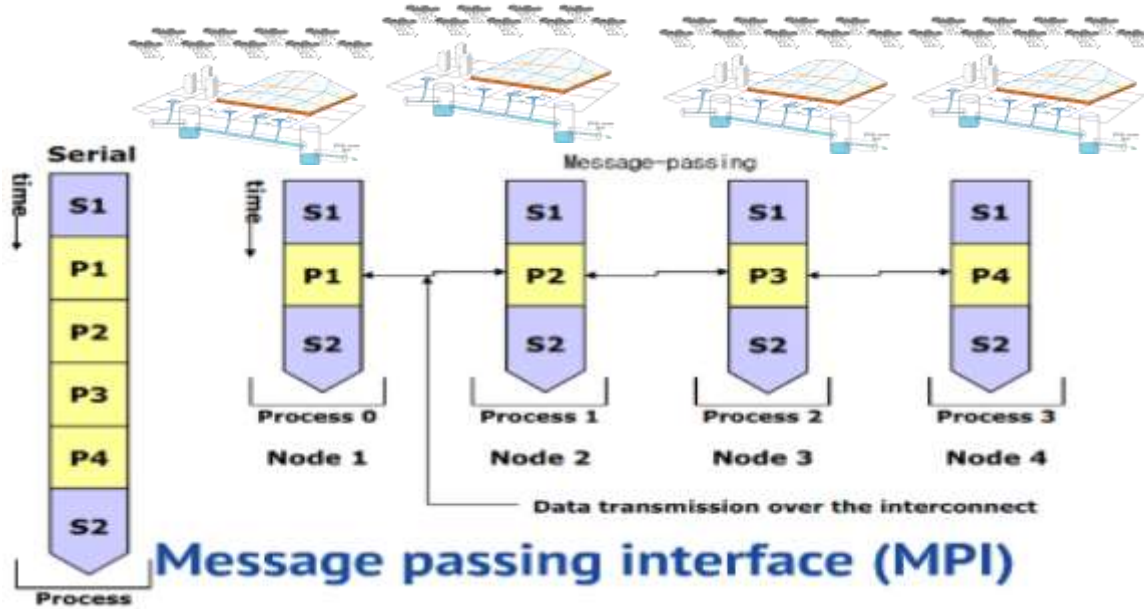 Serial
Message-passing
time
time
S1
P1
P2
P3
P4
S2
Process
S1
P1
S2
Process 0
Node 1
S1
P2
S2
Process 1
Node 2
S1
P3
S2
Process 2
Node 3
S1
P4
S2
Process 3
Node 4
Data transmission over the interconnect
Message passing interface (MPI)